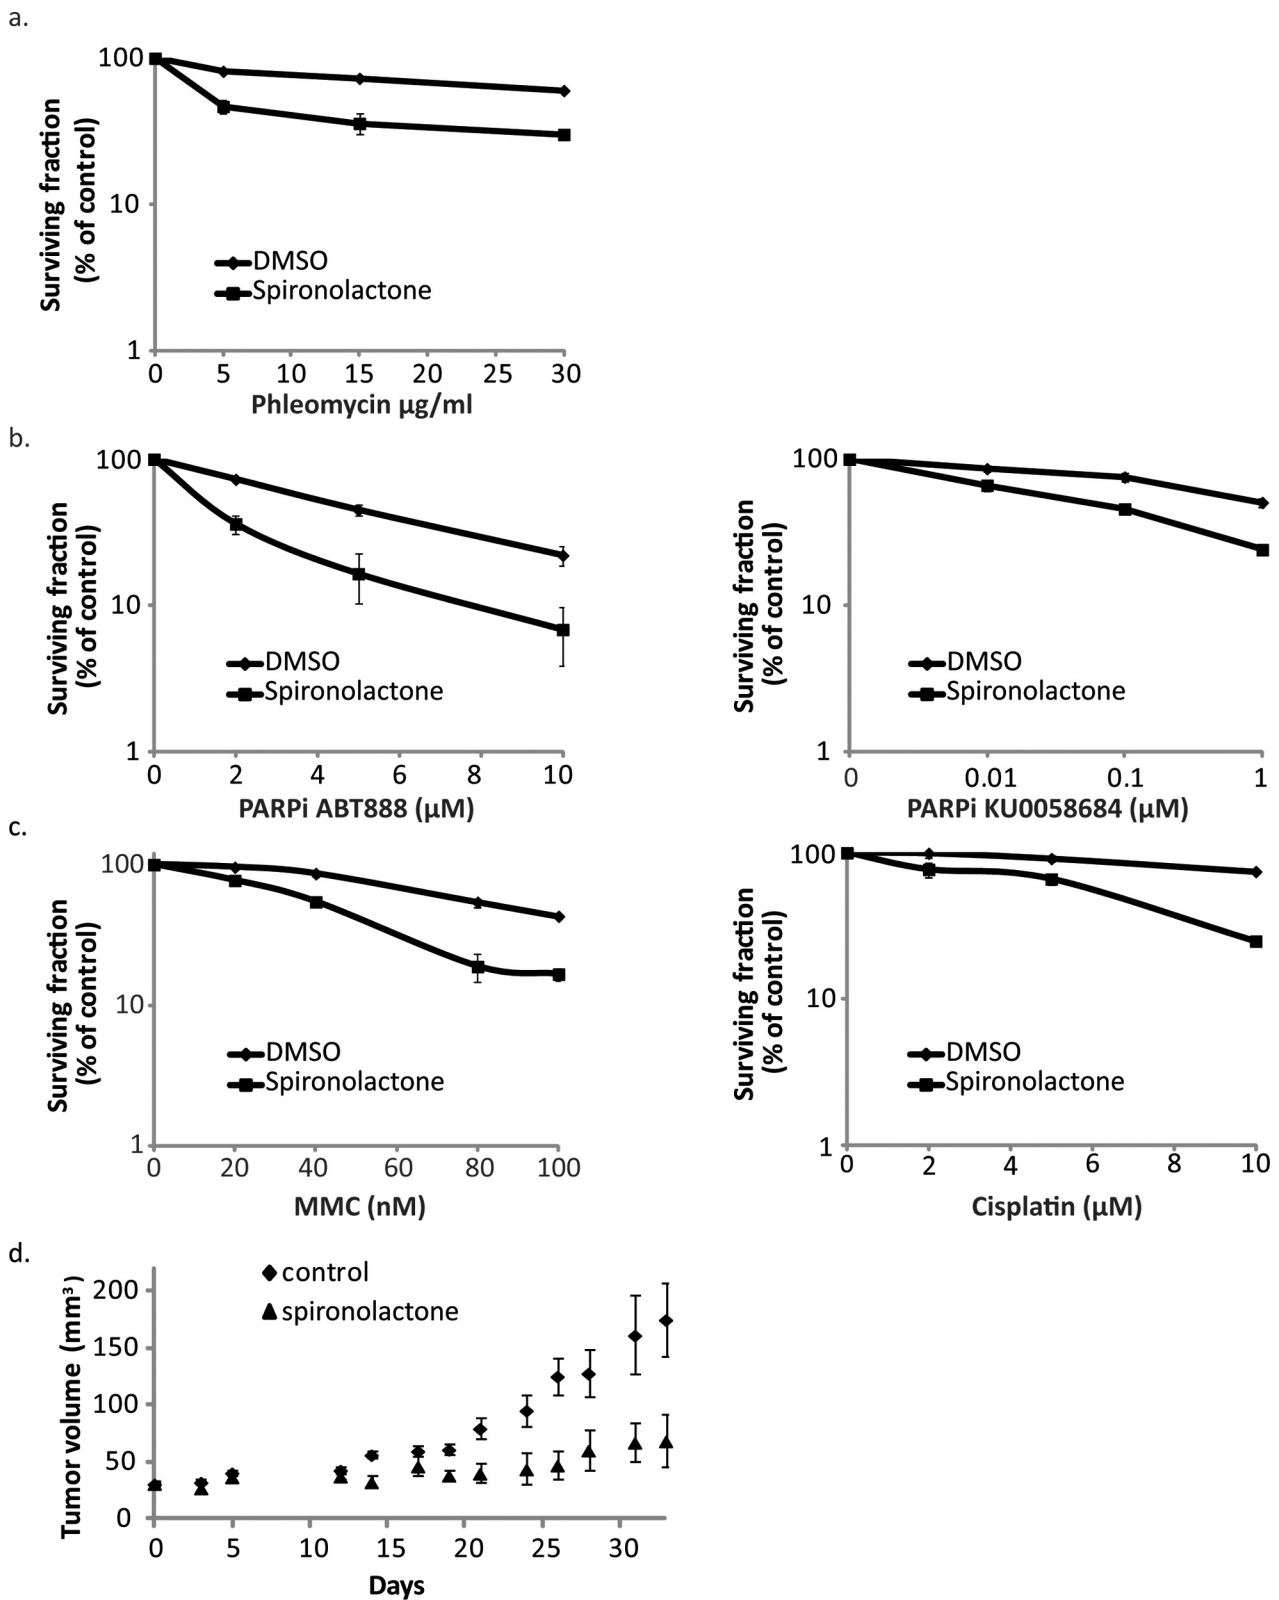 a.
100
10
1
Surviving fraction
(% of control)
DMSO
Spironolactone
0 5 10 15 20 25 30
Phleomycin µg/ml
b.
100
10
1
Surviving fraction
(% of control)
DMSO
Spironolactone
0 2 4 6 8 10
PARPi ABT888 (µM)
100
10
1
Surviving fraction
(% of control)
DMSO
Spironolactone
0 0.01 0.1 1
PARPi KU0058684 (µM)
c.
100
10
1
Surviving fraction
(% of control)
DMSO
Spironolactone
0 20 40 60 80 100
MMC (nM)
100
10
1
Surviving fraction
(% of control)
DMSO
Spironolactone
0 2 4 6 8 10
Cisplatin (µM)
d.
control
spironolactone
200
150
100
50
0
Tumor volume (mm³)
0 5 10 15 20 25 30
Days